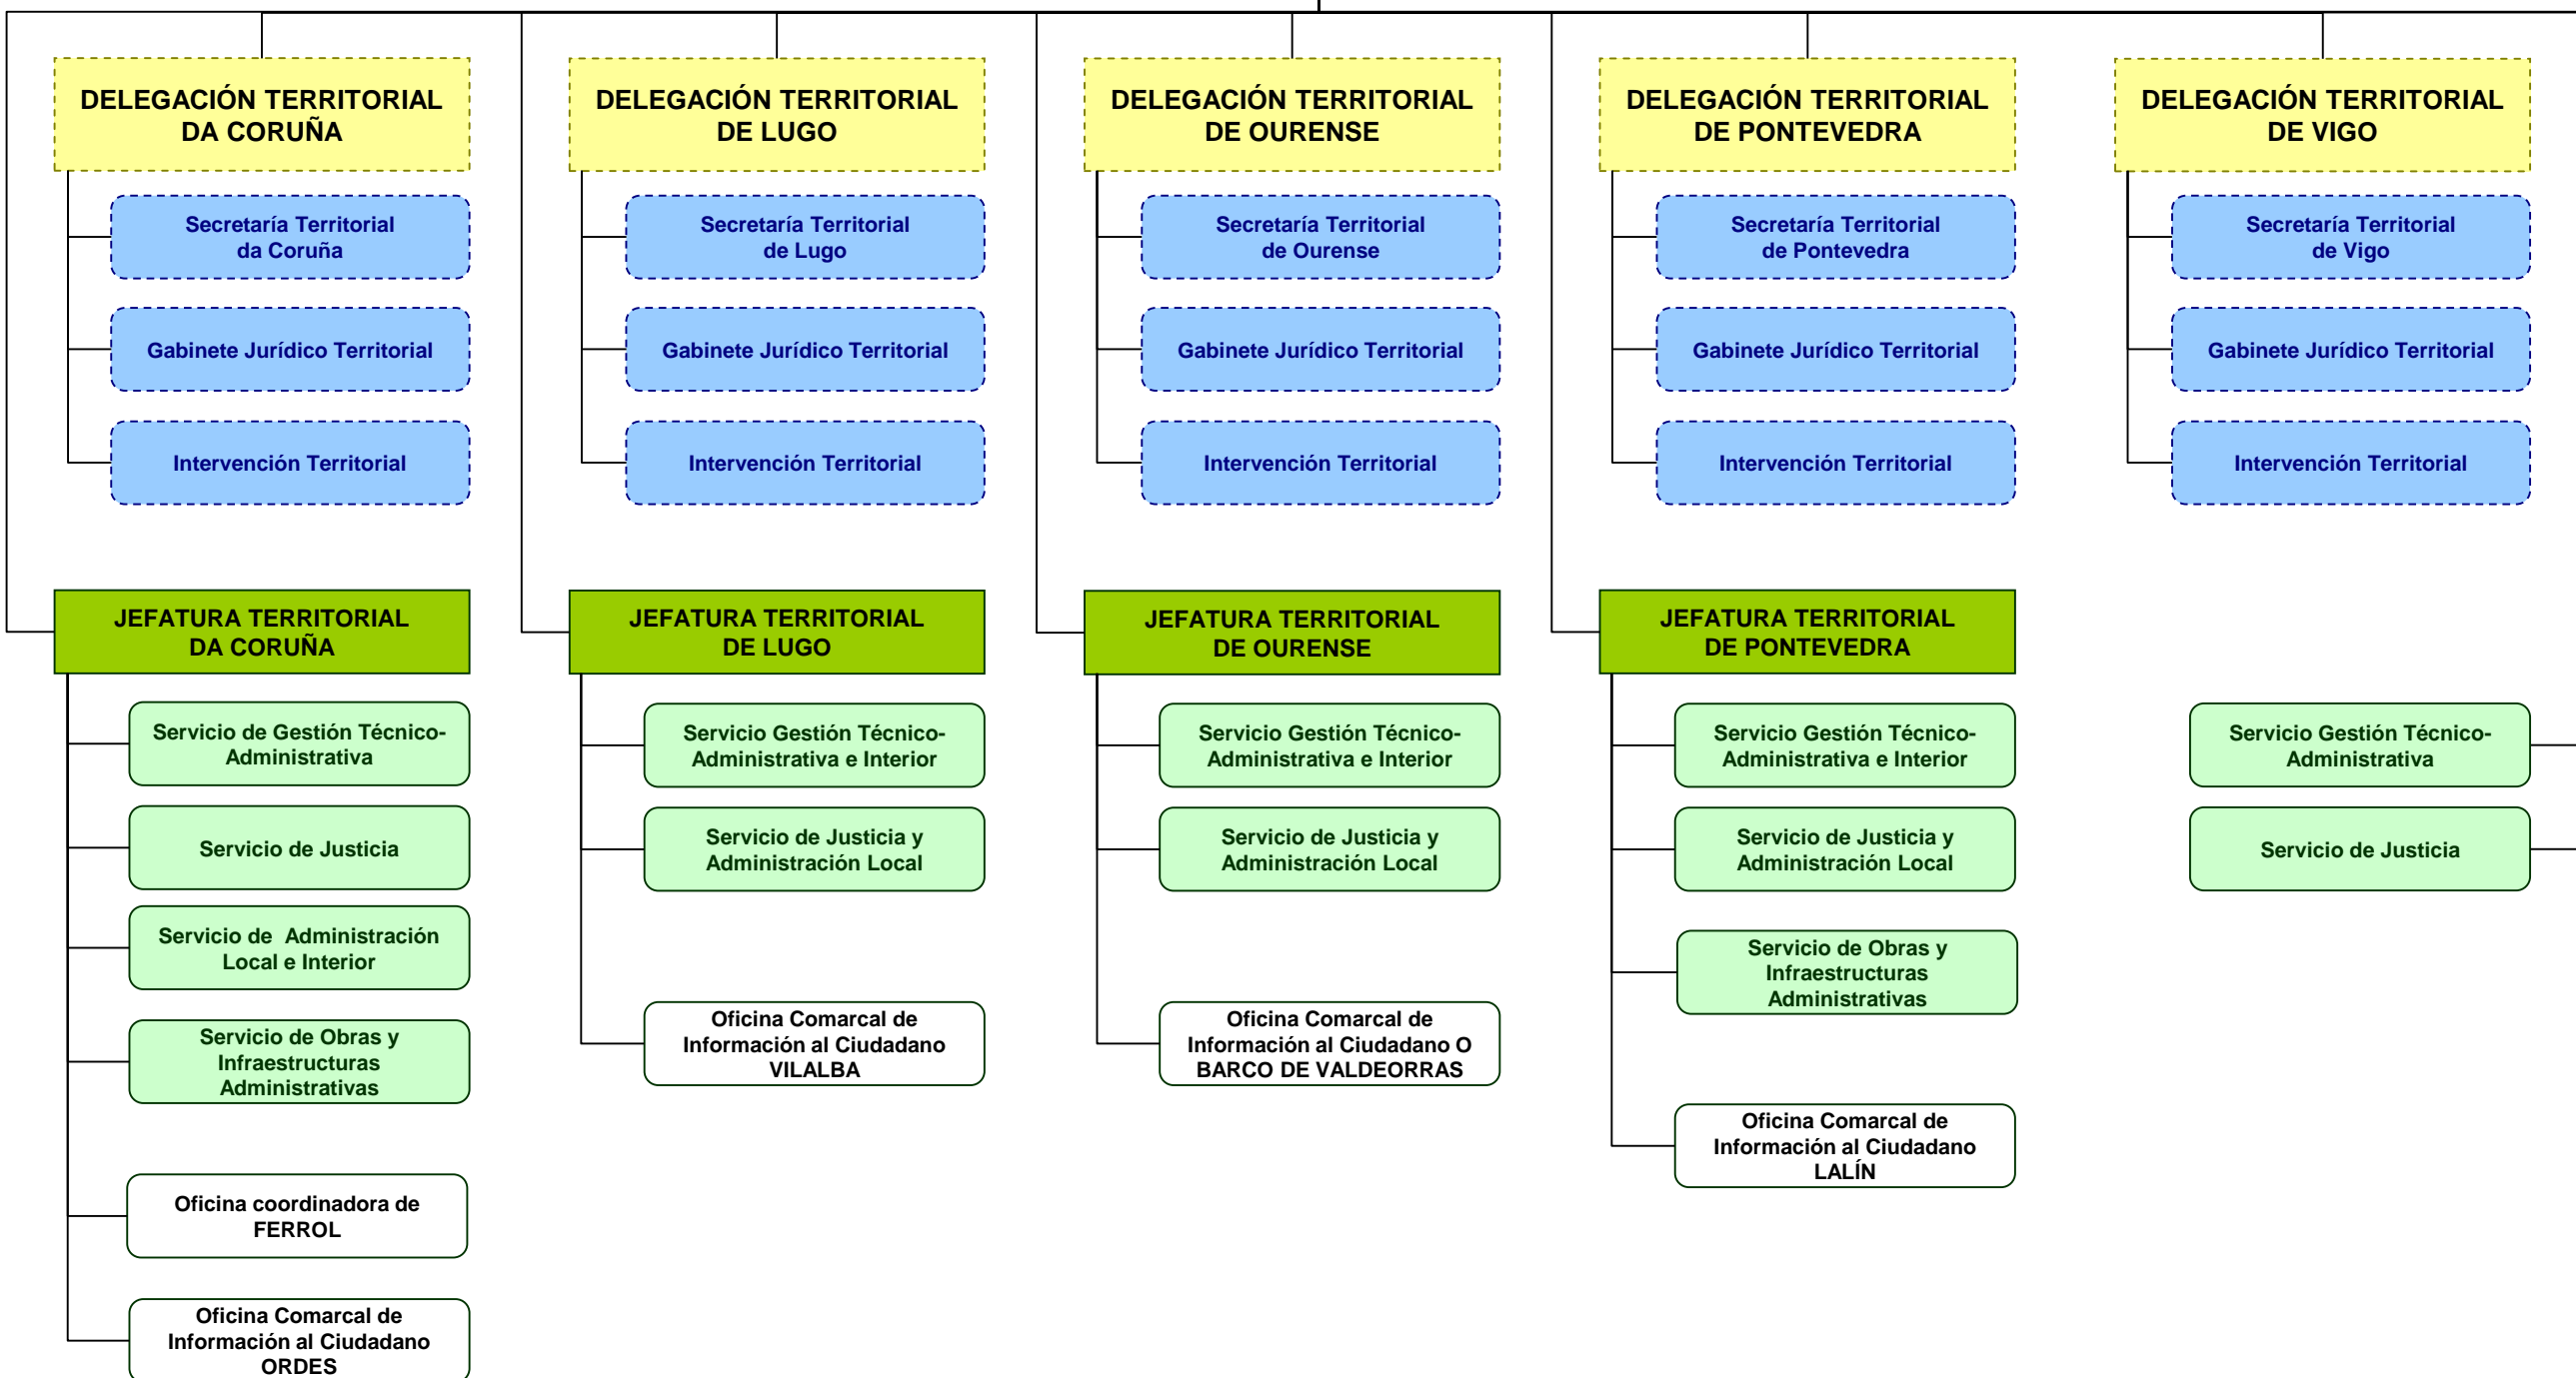 DELEGACIÓN TERRITORIAL
DA CORUÑA
Secretaría Territorial
da Coruña
Gabinete Jurídico Territorial
Intervención Territorial
DELEGACIÓN TERRITORIAL
DE LUGO
Secretaría Territorial
de Lugo
Gabinete Jurídico Territorial
Intervención Territorial
DELEGACIÓN TERRITORIAL
DE OURENSE
Secretaría Territorial
de Ourense
Gabinete Jurídico Territorial
Intervención Territorial
DELEGACIÓN TERRITORIAL
DE PONTEVEDRA
Secretaría Territorial
de Pontevedra
Gabinete Jurídico Territorial
Intervención Territorial
DELEGACIÓN TERRITORIAL
DE VIGO
Secretaría Territorial
de Vigo
Gabinete Jurídico Territorial
Intervención Territorial
JEFATURA TERRITORIAL
DA CORUÑA
Servicio de Gestión Técnico-
Administrativa
Servicio de Justicia
Servicio de  Administración
Local e Interior
Servicio de Obras y
Infraestructuras
Administrativas
Oficina coordinadora de
FERROL
Oficina Comarcal de
Información al Ciudadano
ORDES
JEFATURA TERRITORIAL
DE LUGO
Servicio Gestión Técnico-
Administrativa e Interior
Servicio de Justicia y
Administración Local
Oficina Comarcal de
Información al Ciudadano
VILALBA
JEFATURA TERRITORIAL
DE OURENSE
Servicio Gestión Técnico-
Administrativa e Interior
Servicio de Justicia y
Administración Local
Oficina Comarcal de
Información al Ciudadano O
BARCO DE VALDEORRAS
JEFATURA TERRITORIAL
DE PONTEVEDRA
Servicio Gestión Técnico-
Administrativa e Interior
Servicio de Justicia y
Administración Local
Servicio de Obras y
Infraestructuras
Administrativas
Oficina Comarcal de
Información al Ciudadano
LALÍN
Servicio Gestión Técnico-
Administrativa
Servicio de Justicia